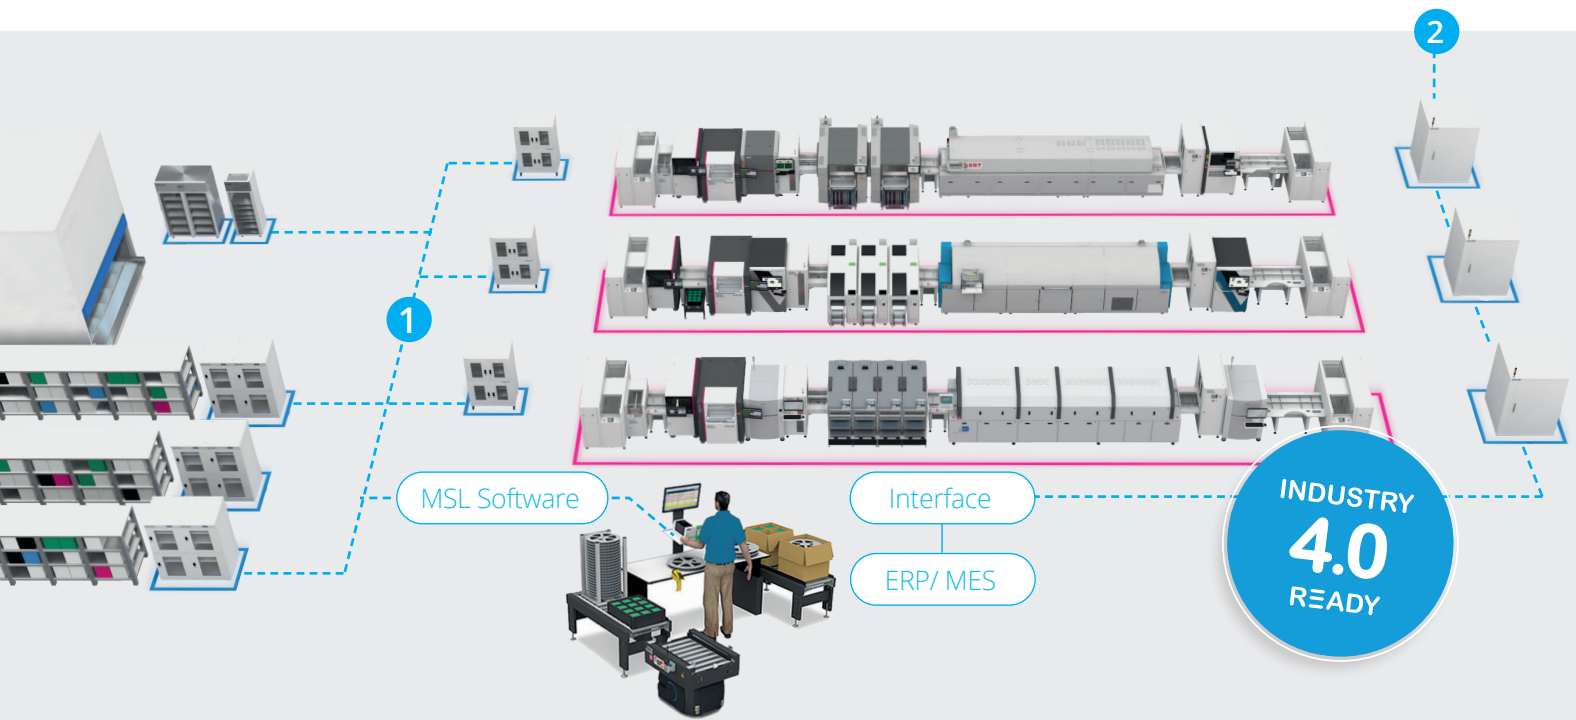 2
1
MSL Software
Interface
ERP/ MES
INDUSTRY
4.0
READY